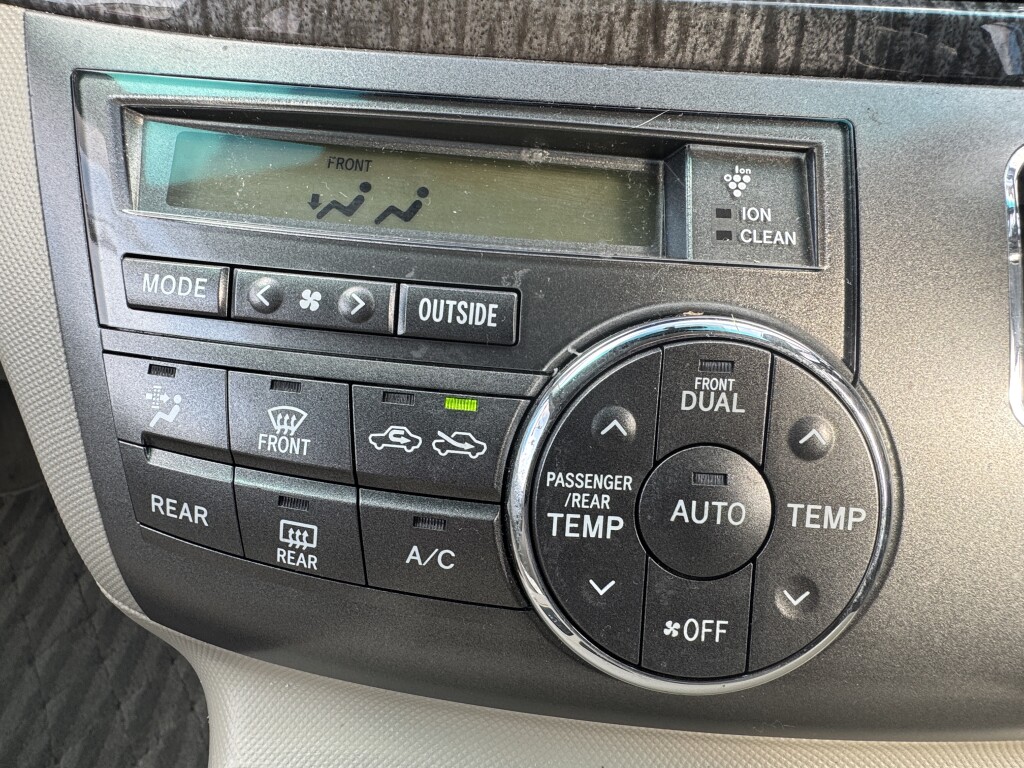 FRONT
Ion
ION
CLEAN
MODE
OUTSIDE
FRONT
DUAL
FRONT
PASSENGER
/REAR
TEMP
AUTO
TEMP
REAR
REAR
A/C
OFF